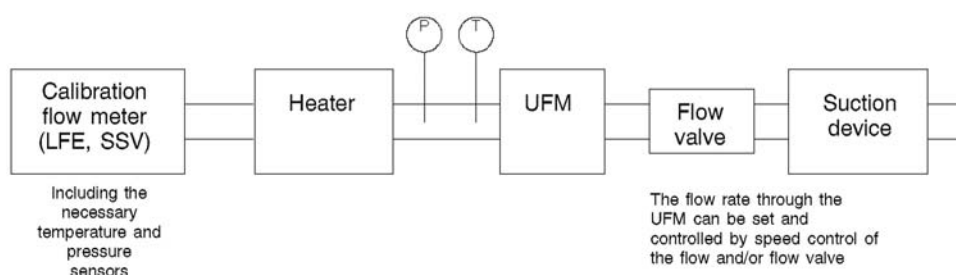 P
T
Calibration
flow meter
(LFE, SSV)
Heater
UFM
Flow
valve
Suction
device
Including the
necessary
temperature and
pressure
sensors
The flow rate through the
UFM can be set and
controlled by speed control of
the flow and/or flow valve